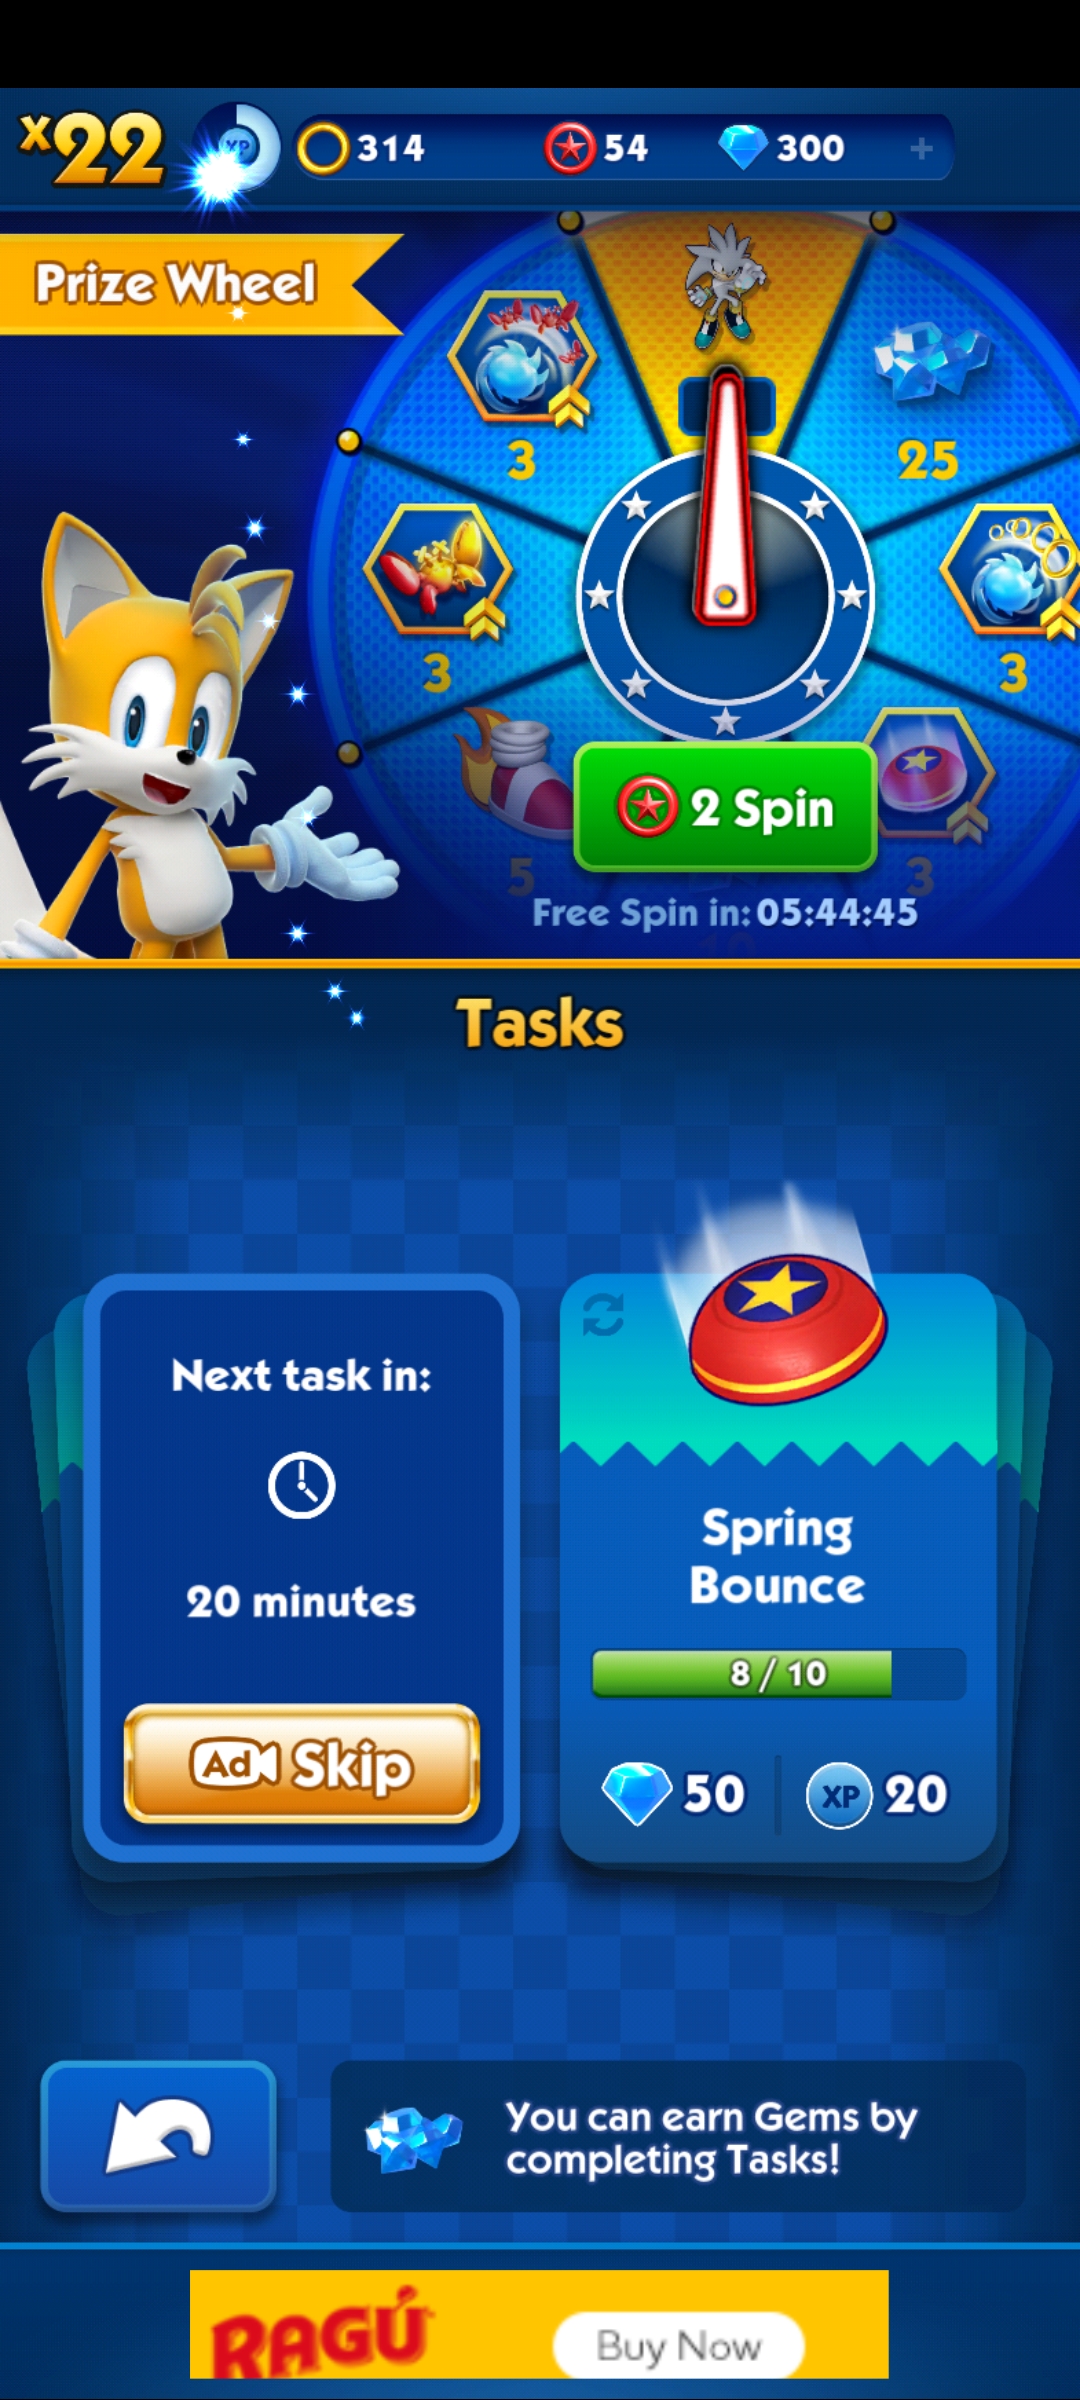 x22
XP
314
54
300
+
Prize Wheel
3
25
3
3
2 Spin
5
3
Free Spin in: 05:44:45
Tasks
Next task in:
20 minutes
Ad Skip
Spring
Bounce
8 / 10
50
XP 20
You can earn Gems by
completing Tasks!
RAGÚ
Buy Now